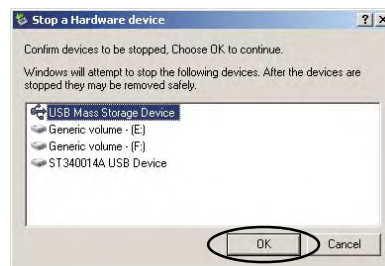 Stop a Hardware device
Confirm devices to be stopped, Choose OK to continue.
Windows will attempt to stop the following devices. After the devices are
stopped they may be removed safely.
USB Mass Storage Device
Generic volume - (E:)
Generic volume - (F:)
ST340014A USB Device
OK
Cancel